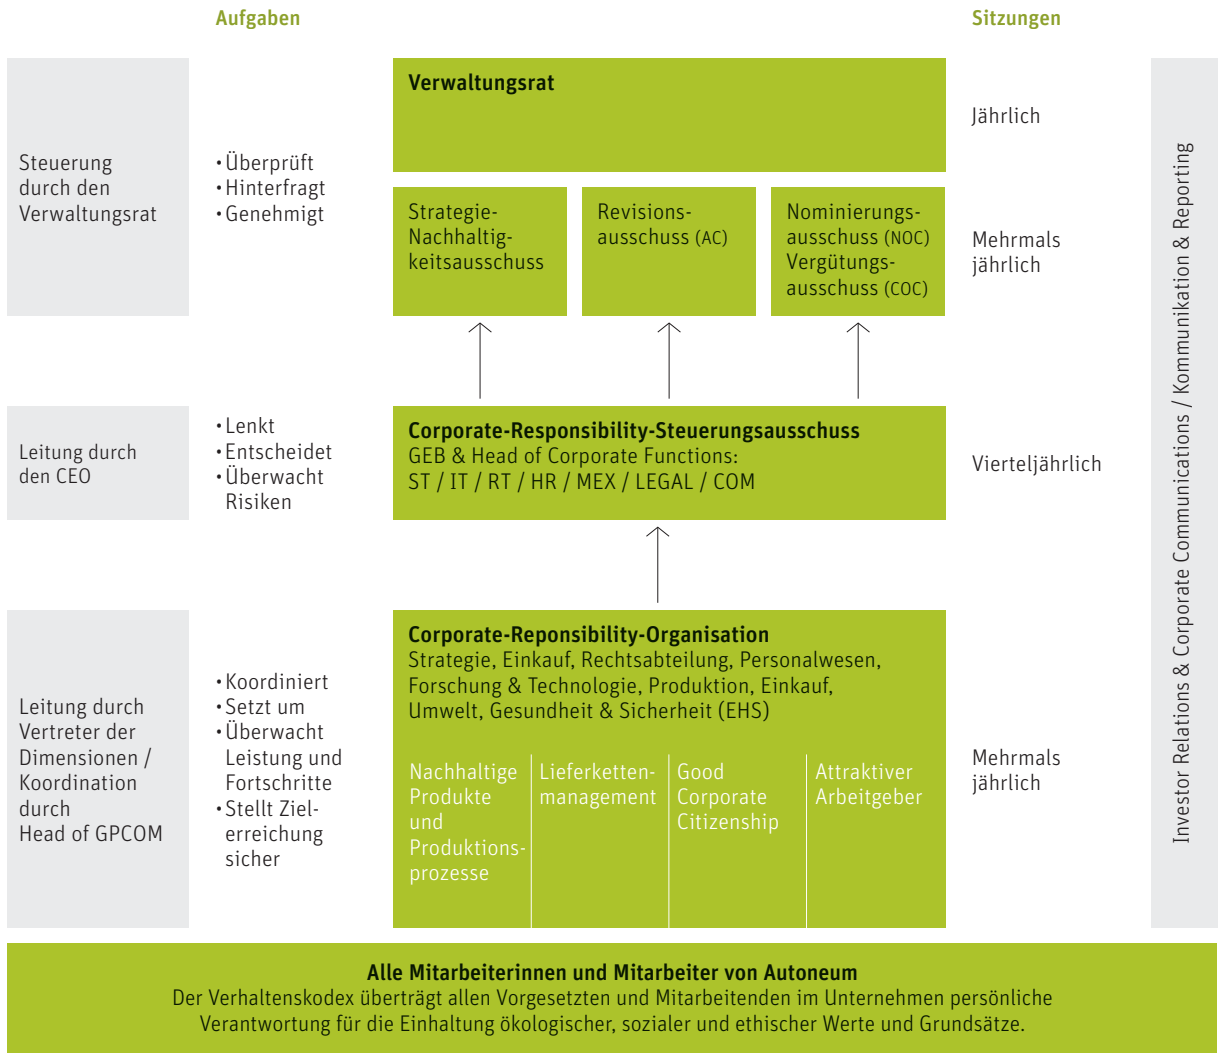 Aufgaben
Sitzungen
Steuerung
durch den
Verwaltungsrat
• Überprüft
• Hinterfragt
• Genehmigt
Verwaltungsrat
Jährlich
Strategie-
Nachhaltig-
keitsausschuss
Revisions-
ausschuss (AC)
Nominierungs-
ausschuss (NOC)
Vergütungs-
ausschuss (COC)
Mehrmals
jährlich
Leitung durch
den CEO
• Lenkt
• Entscheidet
• Überwacht
Risiken
Corporate-Responsibility-Steuerungsausschuss
GEB & Head of Corporate Functions:
ST / IT / RT / HR / MEX / LEGAL / COM
Vierteljährlich
Leitung durch
Vertreter der
Dimensionen /
Koordination
durch
Head of GPCOM
• Koordiniert
• Setzt um
• Überwacht
Leistung und
Fortschritte
• Stellt Ziel-
erreichung
sicher
Corporate-Reponsibility-Organisation
Strategie, Einkauf, Rechtsabteilung, Personalwesen,
Forschung & Technologie, Produktion, Einkauf,
Umwelt, Gesundheit & Sicherheit (EHS)
Nachhaltige
Produkte
und
Produktions-
prozesse
Lieferketten-
management
Good
Corporate
Citizenship
Attraktiver
Arbeitgeber
Mehrmals
jährlich
Investor Relations & Corporate Communications / Kommunikation & Reporting
Alle Mitarbeiterinnen und Mitarbeiter von Autoneum
Der Verhaltenskodex überträgt allen Vorgesetzten und Mitarbeitenden im Unternehmen persönliche
Verantwortung für die Einhaltung ökologischer, sozialer und ethischer Werte und Grundsätze.